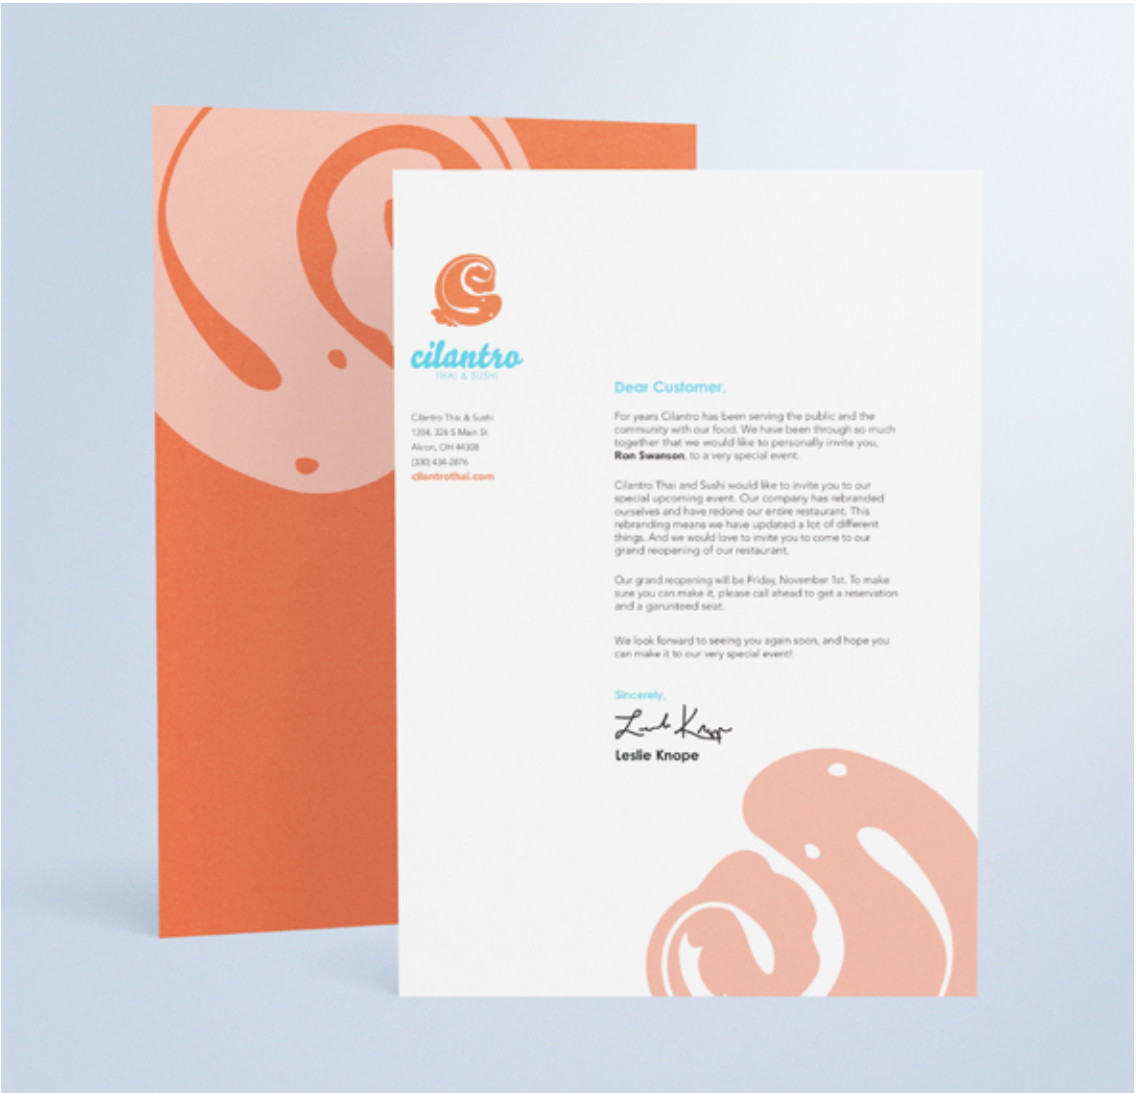 cilantro
THAI & SUSHI
Cilantro Thai & Sushi
1204, 326 S Main St
Akron, OH 44308
(330) 434-2876
cilantrothai.com
Dear Customer,
For years Cilantro has been serving the public and the
community with our food. We have been through so much
together that we would like to personally invite you,
Ron Swanson, to a very special event.
Cilantro Thai and Sushi would like to invite you to our
special upcoming event. Our company has rebranded
ourselves and have redone our entire restaurant. This
rebranding means we have updated a lot of different
things. And we would love to invite you to come to our
grand reopening of our restaurant.
Our grand reopening will be Friday, November 1st. To make
sure you can make it, please call ahead to get a reservation
and a garunteed seat.
We look forward to seeing you again soon, and hope you
can make it to our very special event!
Sincerely,
Leslie Knope
Leslie Knope